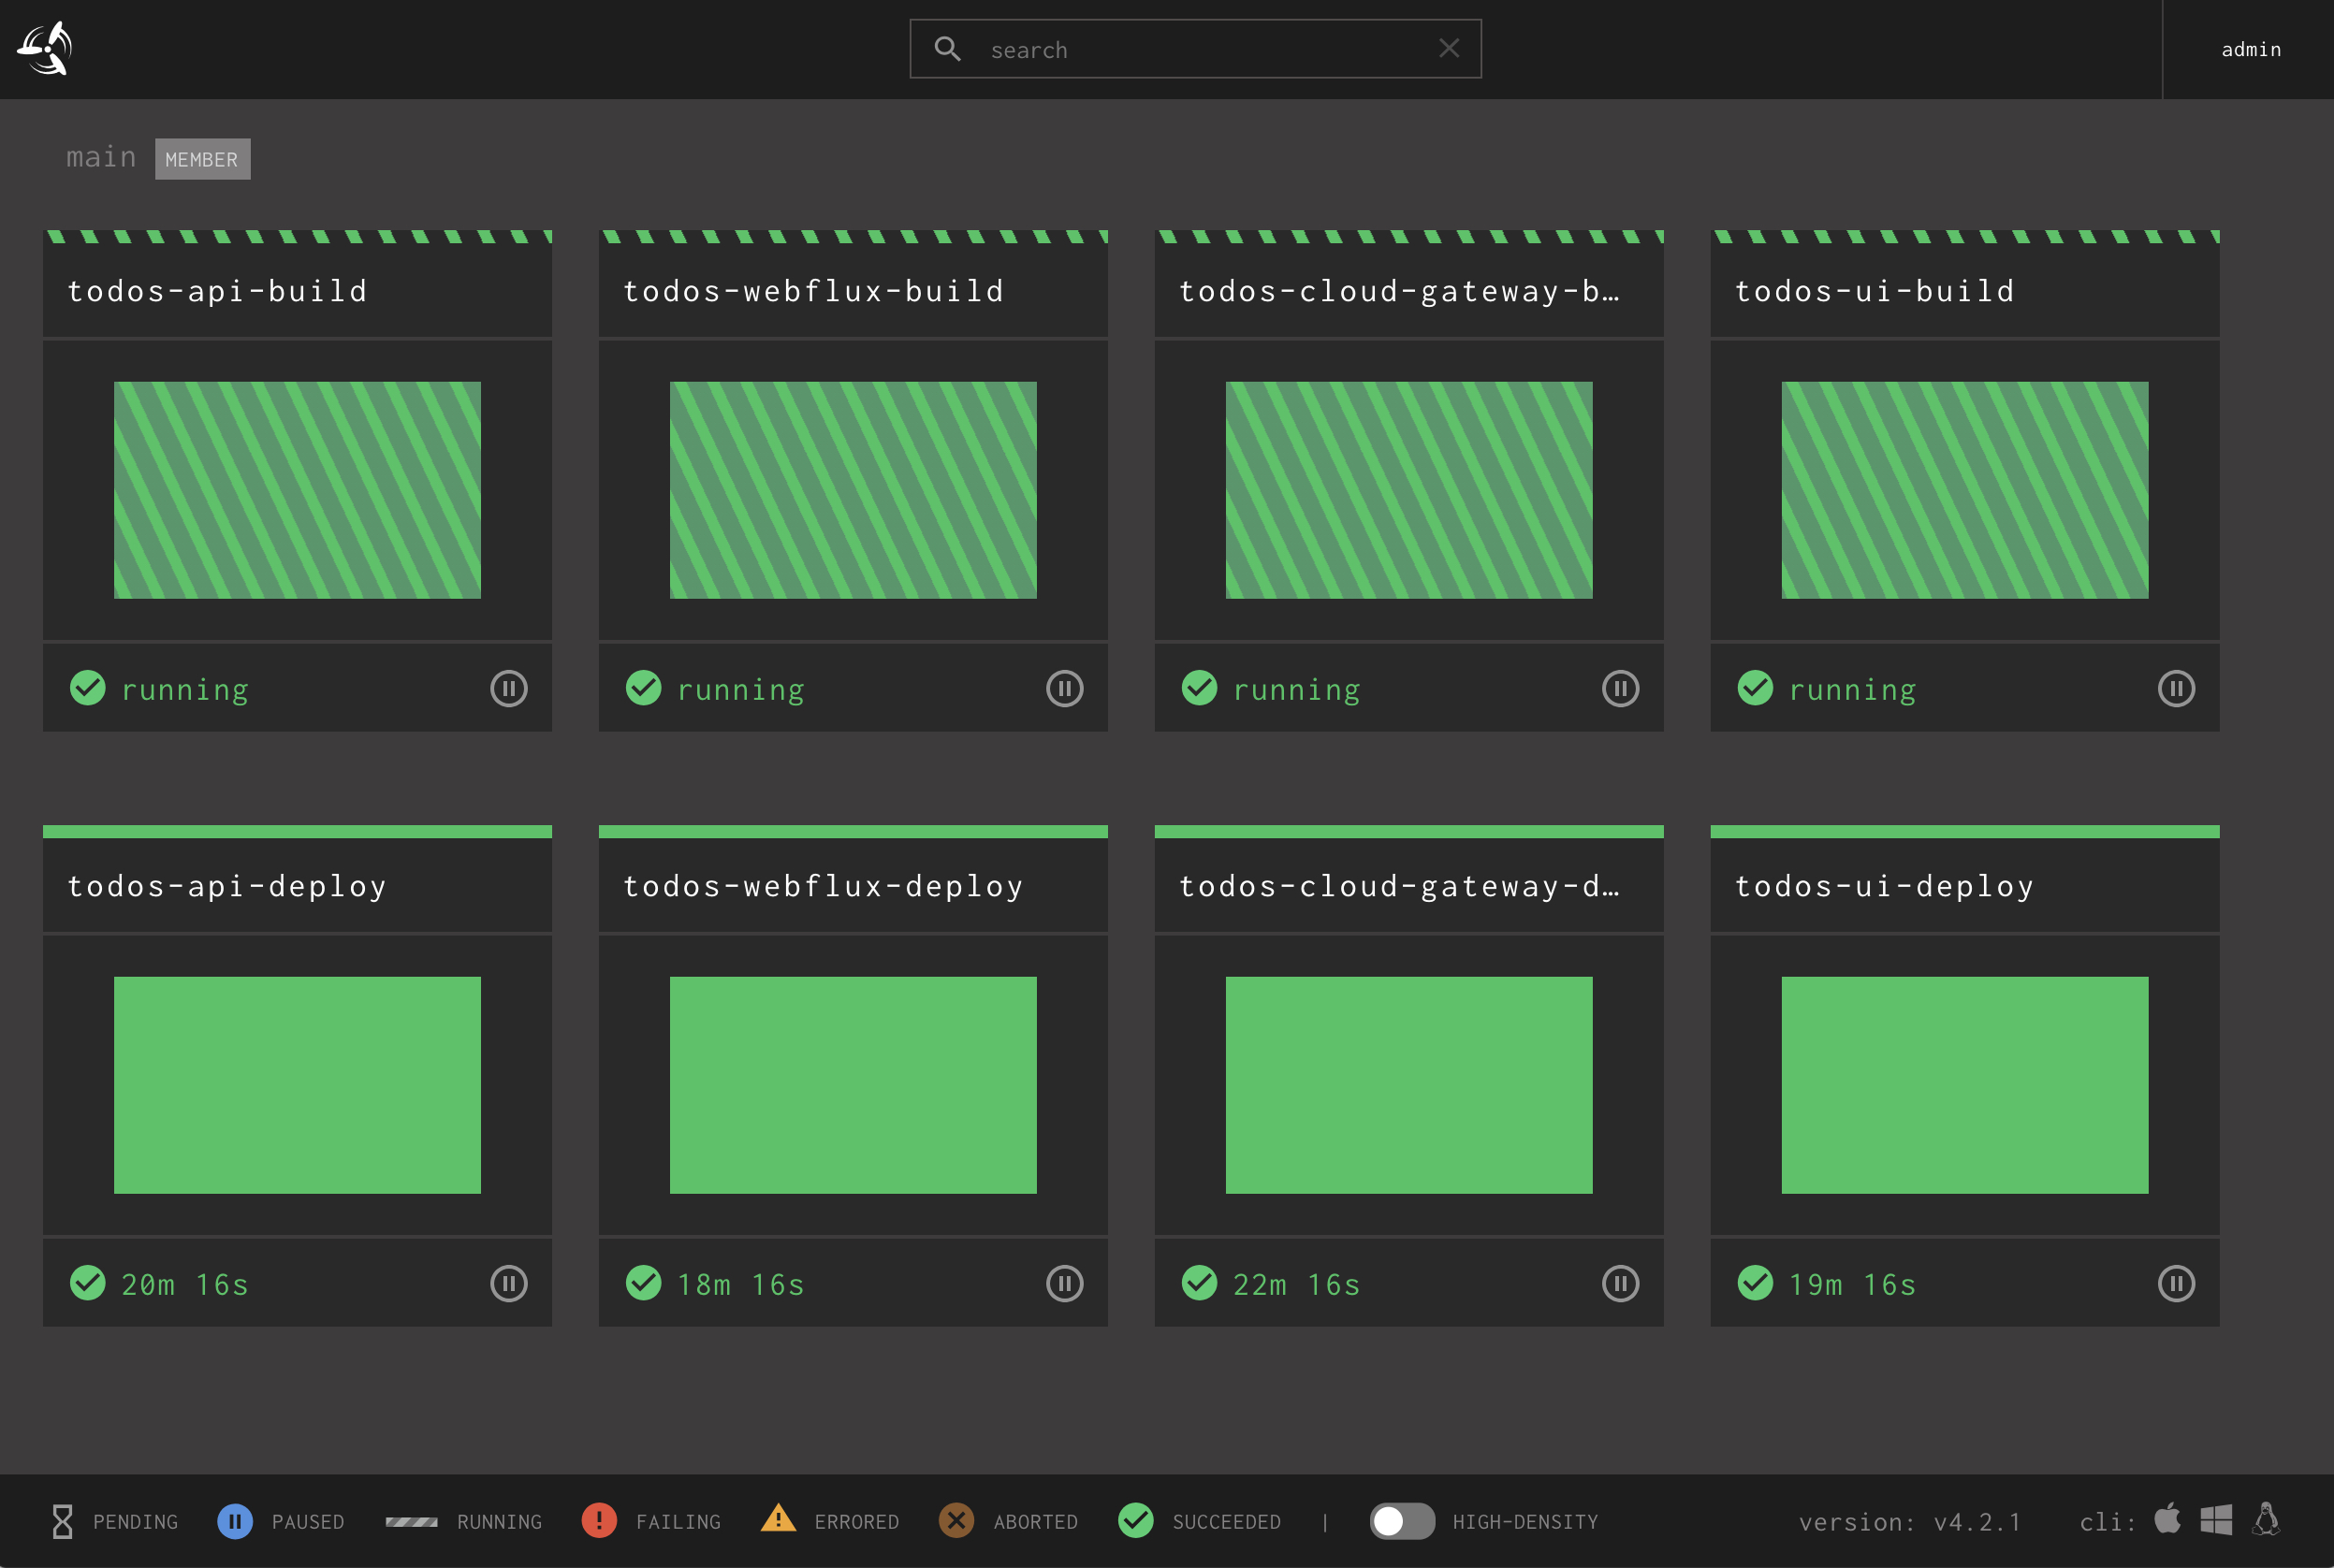 search
admin
main MEMBER
todos-api-build
todos-webflux-build
todos-cloud-gateway-b…
todos-ui-build
running
running
running
running
todos-api-deploy
todos-webflux-deploy
todos-cloud-gateway-d…
todos-ui-deploy
20m 16s
18m 16s
22m 16s
19m 16s
PENDING PAUSED RUNNING FAILING ERRORED ABORTED SUCCEEDED | HIGH-DENSITY version: v4.2.1 cli: